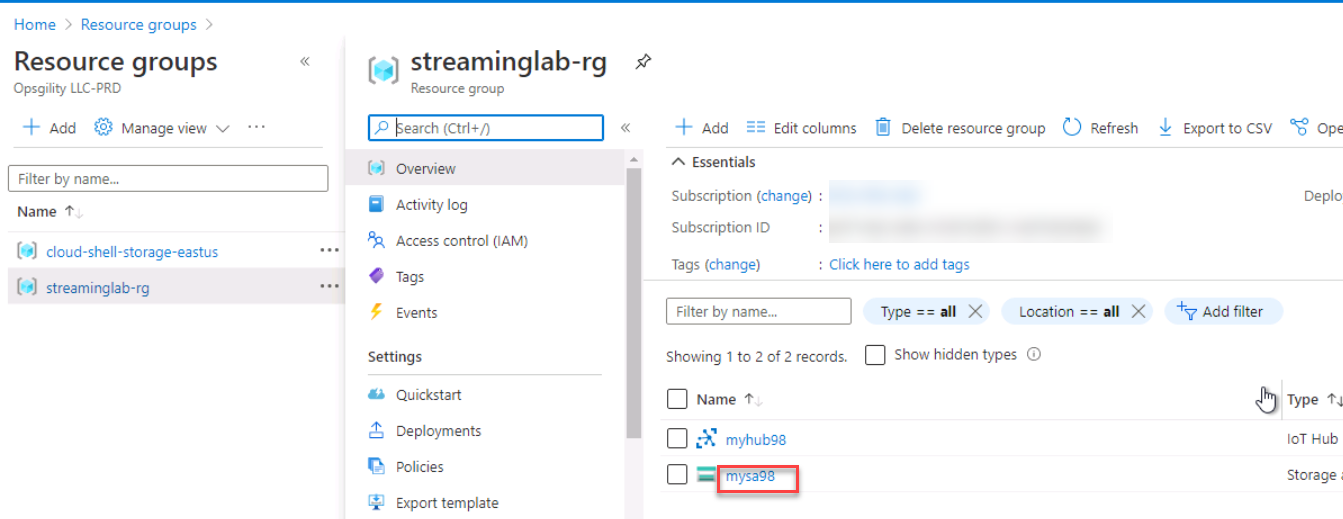 Home > Resource groups >
Resource groups «
Opsgility LLC-PRD
+ Add Manage view ...
Filter by name...
Name ↑↓
cloud-shell-storage-eastus ...
streaminglab-rg ...
streaminglab-rg
Resource group
Search (Ctrl+/) «
Overview
Activity log
Access control (IAM)
Tags
Events
Settings
Quickstart
Deployments
Policies
Export template
+ Add Edit columns Delete resource group Refresh Export to CSV Ope
Essentials
Subscription (change) : Deplo
Subscription ID :
Tags (change) : Click here to add tags
Filter by name... Type == all Location == all Add filter
Showing 1 to 2 of 2 records. Show hidden types
Name ↑↓ Type ↑↓
myhub98 IoT Hub
mysa98 Storage a